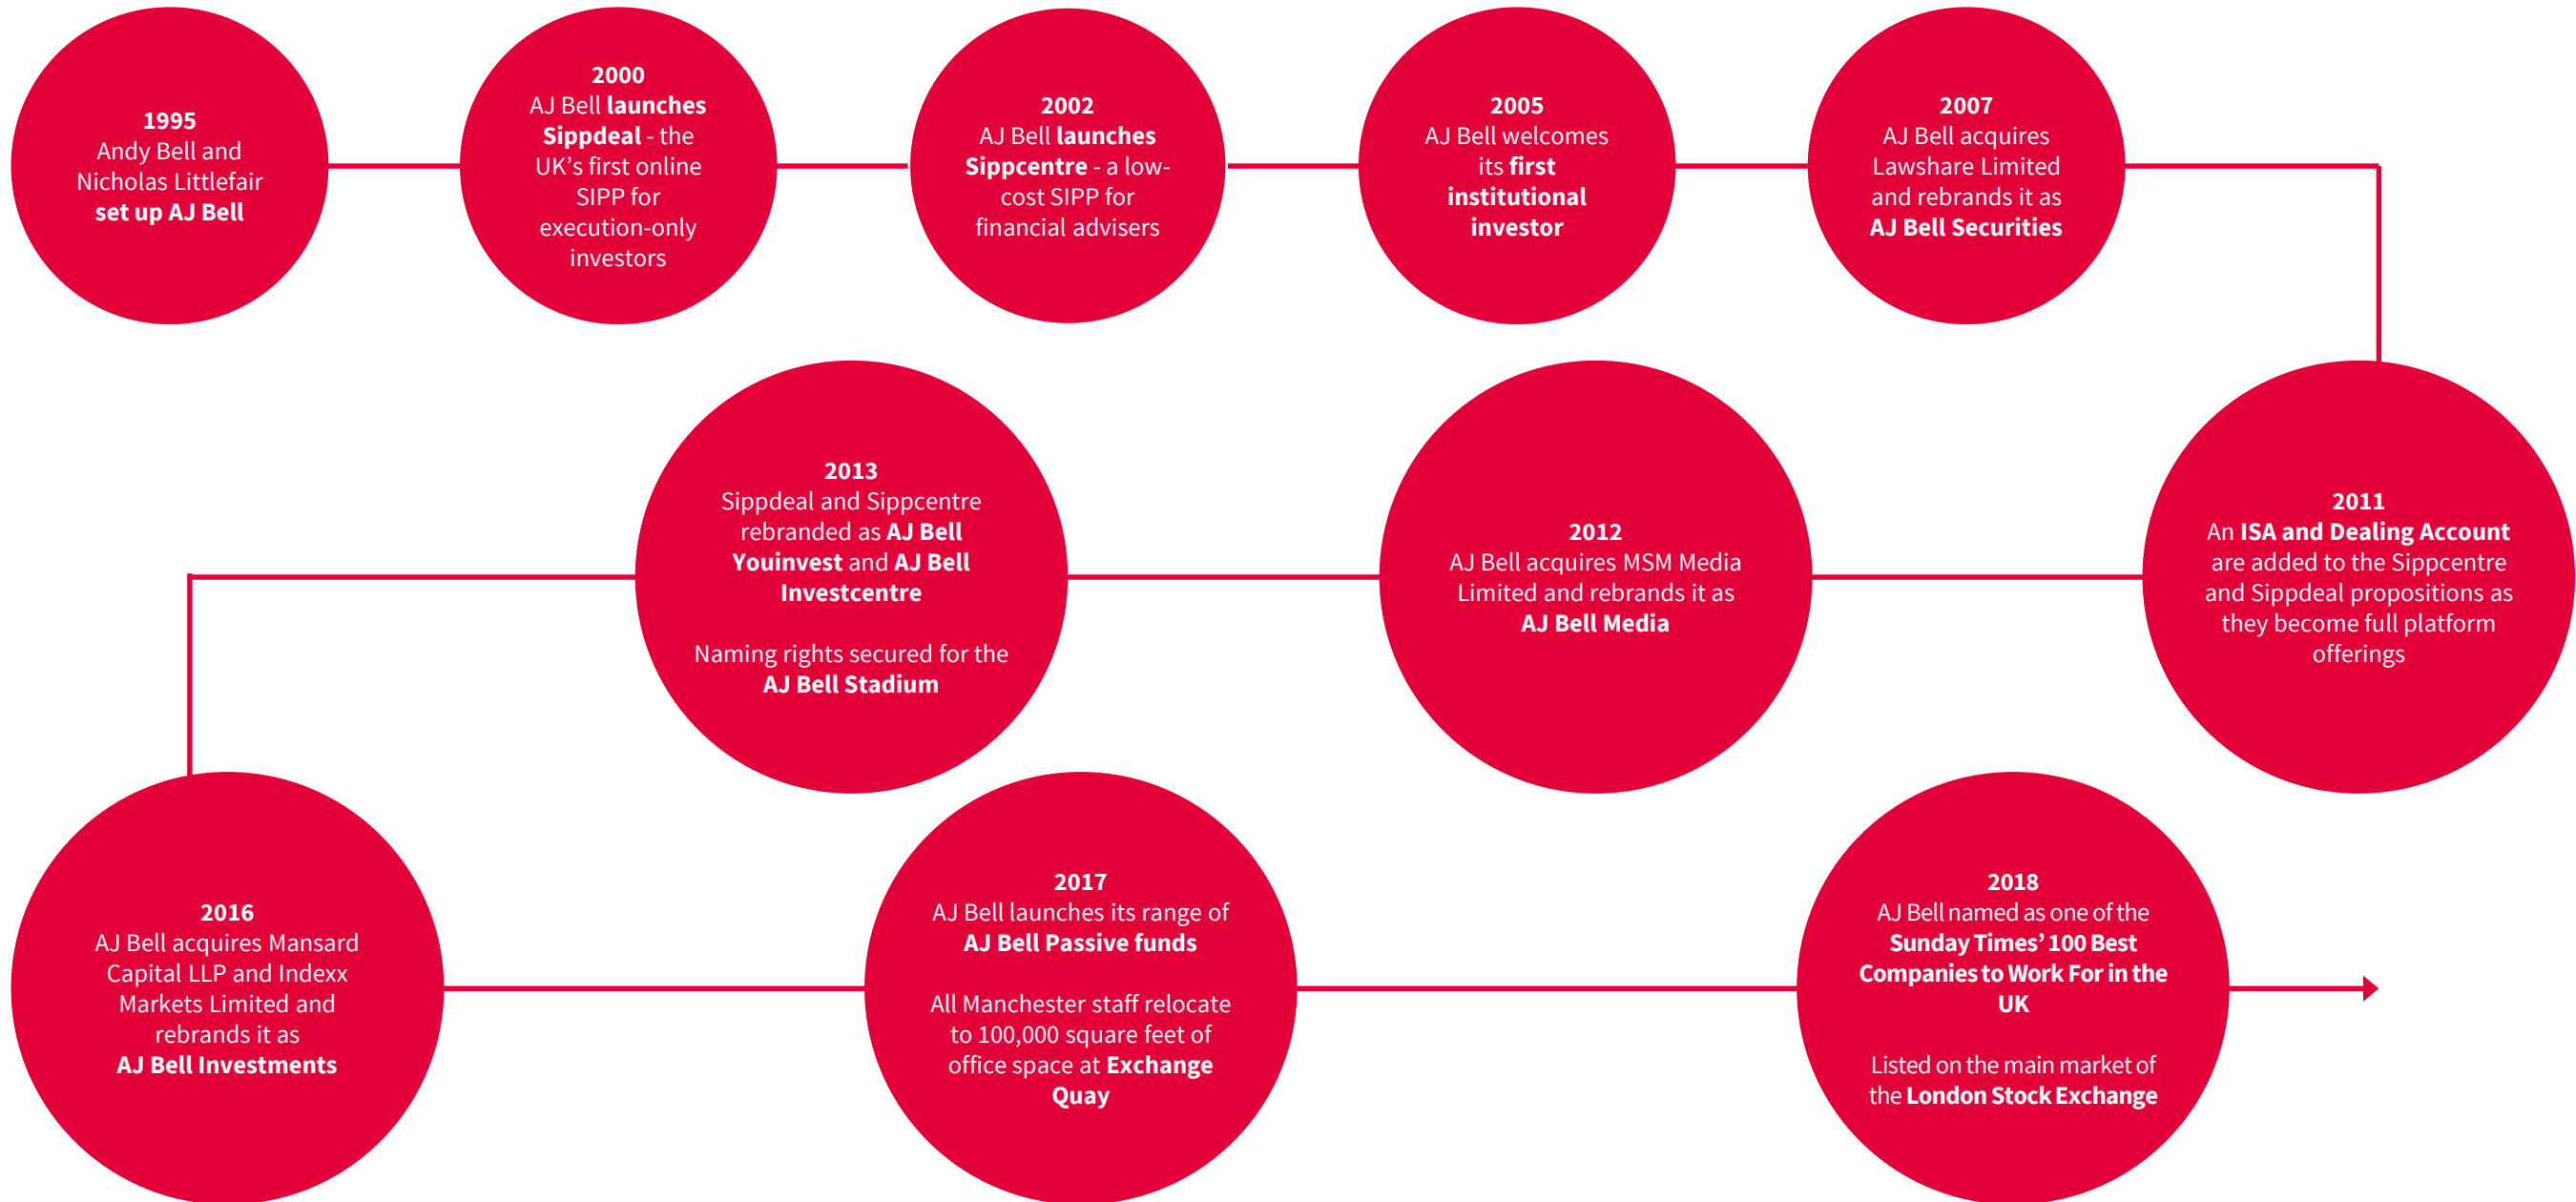 1995
Andy Bell and
Nicholas Littlefair
set up AJ Bell
2000
AJ Bell launches
Sippdeal - the
UK's first online
SIPP for
execution-only
investors
2002
AJ Bell launches
Sippcentre - a low-
cost SIPP for
financial advisers
2005
AJ Bell welcomes
its first
institutional
investor
2007
AJ Bell acquires
Lawshare Limited
and rebrands it as
AJ Bell Securities
2011
An ISA and Dealing Account
are added to the Sippcentre
and Sippdeal propositions as
they become full platform
offerings
2012
AJ Bell acquires MSM Media
Limited and rebrands it as
AJ Bell Media
2013
Sippdeal and Sippcentre
rebranded as AJ Bell
Youinvest and AJ Bell
Investcentre
Naming rights secured for the
AJ Bell Stadium
2016
AJ Bell acquires Mansard
Capital LLP and Indexx
Markets Limited and
rebrands it as
AJ Bell Investments
2017
AJ Bell launches its range of
AJ Bell Passive funds
All Manchester staff relocate
to 100,000 square feet of
office space at Exchange
Quay
2018
AJ Bell named as one of the
Sunday Times' 100 Best
Companies to Work For in the
UK
Listed on the main market of
the London Stock Exchange